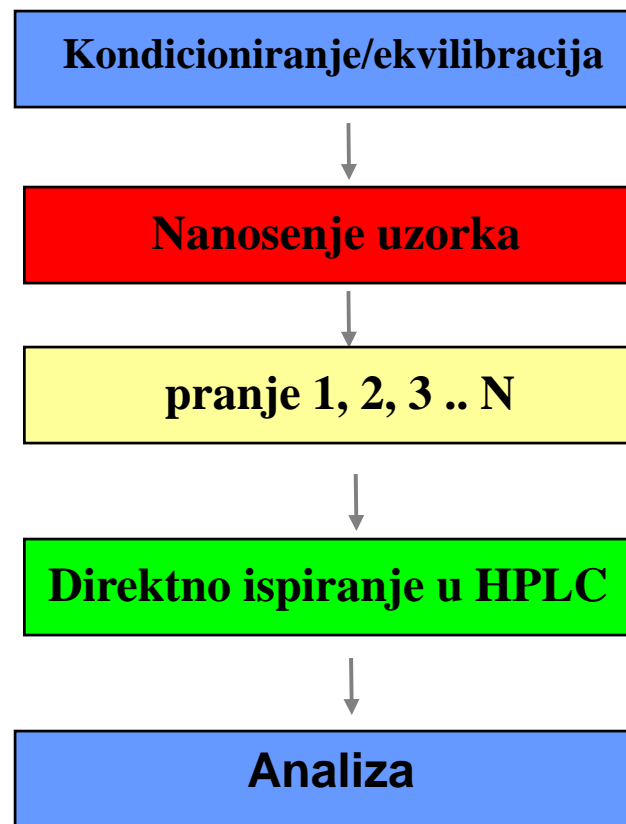 Kondicioniranje/ekvilibracija
Nanosenje uzorka
pranje 1, 2, 3 .. N
Direktno ispiranje u HPLC
Analiza